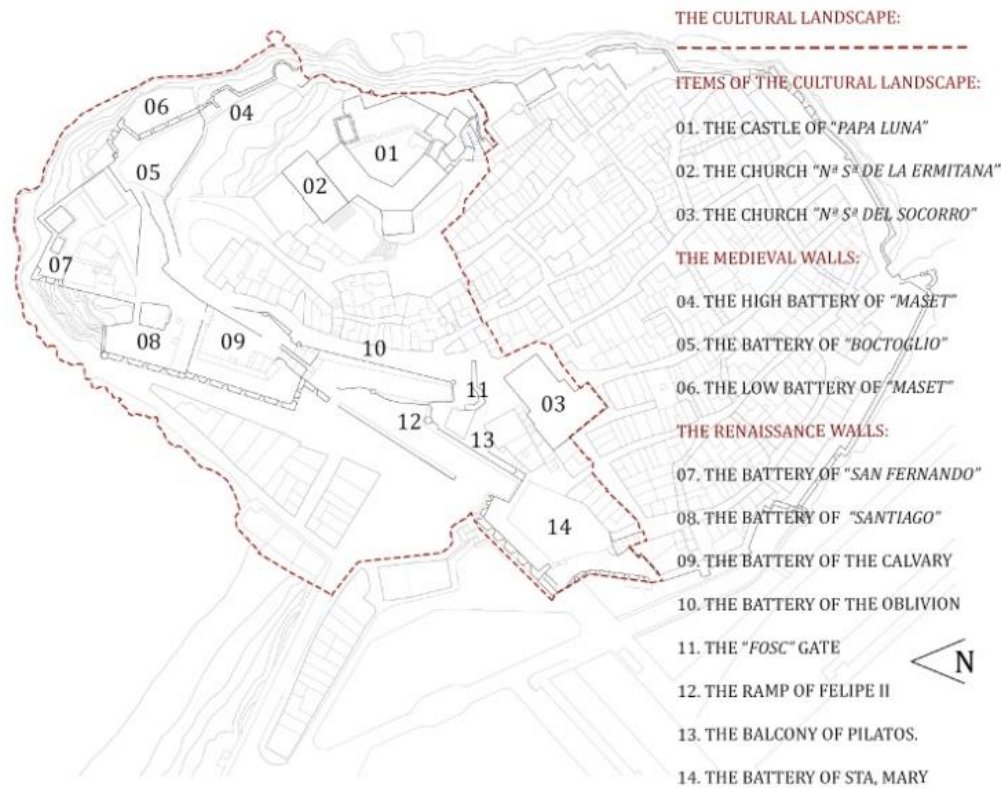 THE CULTURAL LANDSCAPE:
ITEMS OF THE CULTURAL LANDSCAPE:
01. THE CASTLE OF "PAPA LUNA"
02. THE CHURCH "Nª Sª DE LA ERMITANA"
03. THE CHURCH "Nª Sª DEL SOCORRO"
THE MEDIEVAL WALLS:
04. THE HIGH BATTERY OF "MASET"
05. THE BATTERY OF "BOCTOGLIO"
06. THE LOW BATTERY OF "MASET"
THE RENAISSANCE WALLS:
07. THE BATTERY OF "SAN FERNANDO"
08. THE BATTERY OF "SANTIAGO"
09. THE BATTERY OF THE CALVARY
10. THE BATTERY OF THE OBLIVION
11. THE "FOSC" GATE
12. THE RAMP OF FELIPE II
13. THE BALCONY OF PILATOS.
14. THE BATTERY OF STA, MARY
N
06
04
01
05
02
07
08
09
10
11
03
12
13
14